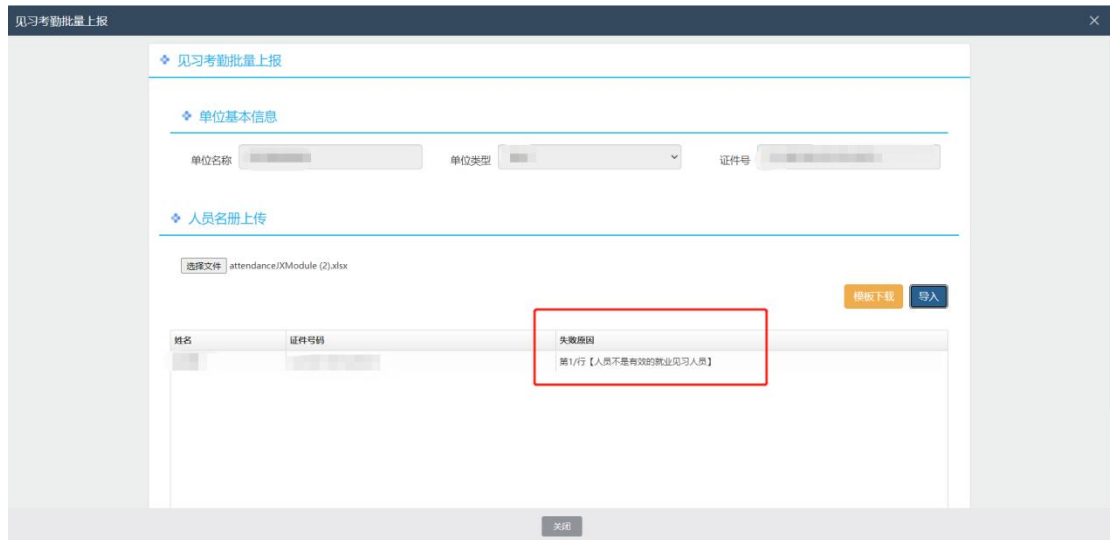 见习考勤批量上报
见习考勤批量上报
单位基本信息
单位名称 单位类型 证件号
人员名册上传
选择文件 attendanceJXModule (2).xlsx
模板下载 导入
姓名 证件号码 失败原因
第1/行【人员不是有效的就业见习人员】
关闭